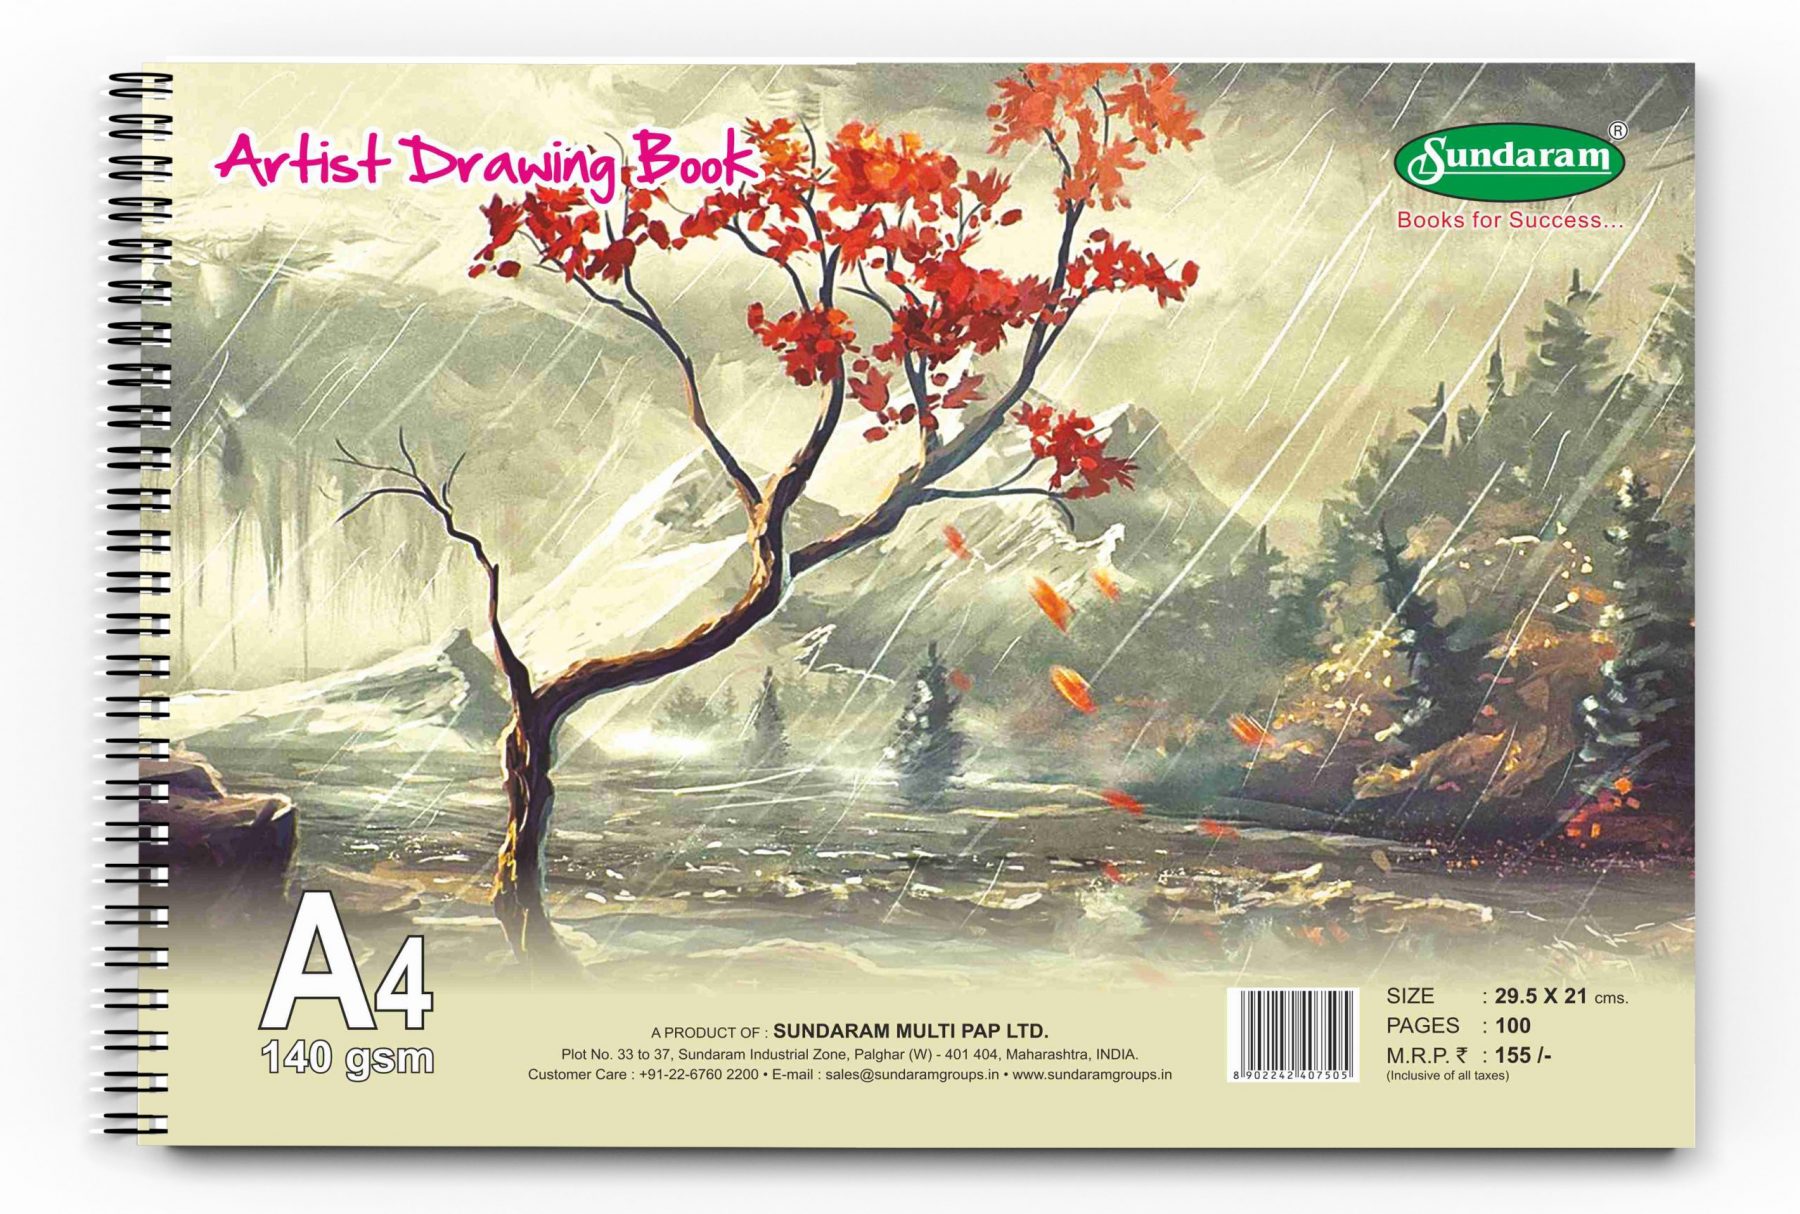 Artist Drawing Book
Sundaram ®
Books for Success...
A4
140 gsm
A PRODUCT OF : SUNDARAM MULTI PAP LTD.
Plot No. 33 to 37, Sundaram Industrial Zone, Palghar (W) - 401 404, Maharashtra, INDIA.
Customer Care : +91-22-6760 2200 • E-mail : sales@sundaramgroups.in • www.sundaramgroups.in
8 902242 407505
SIZE : 29.5 X 21 cms.
PAGES : 100
M.R.P. ₹ : 155 /-
(Inclusive of all taxes)